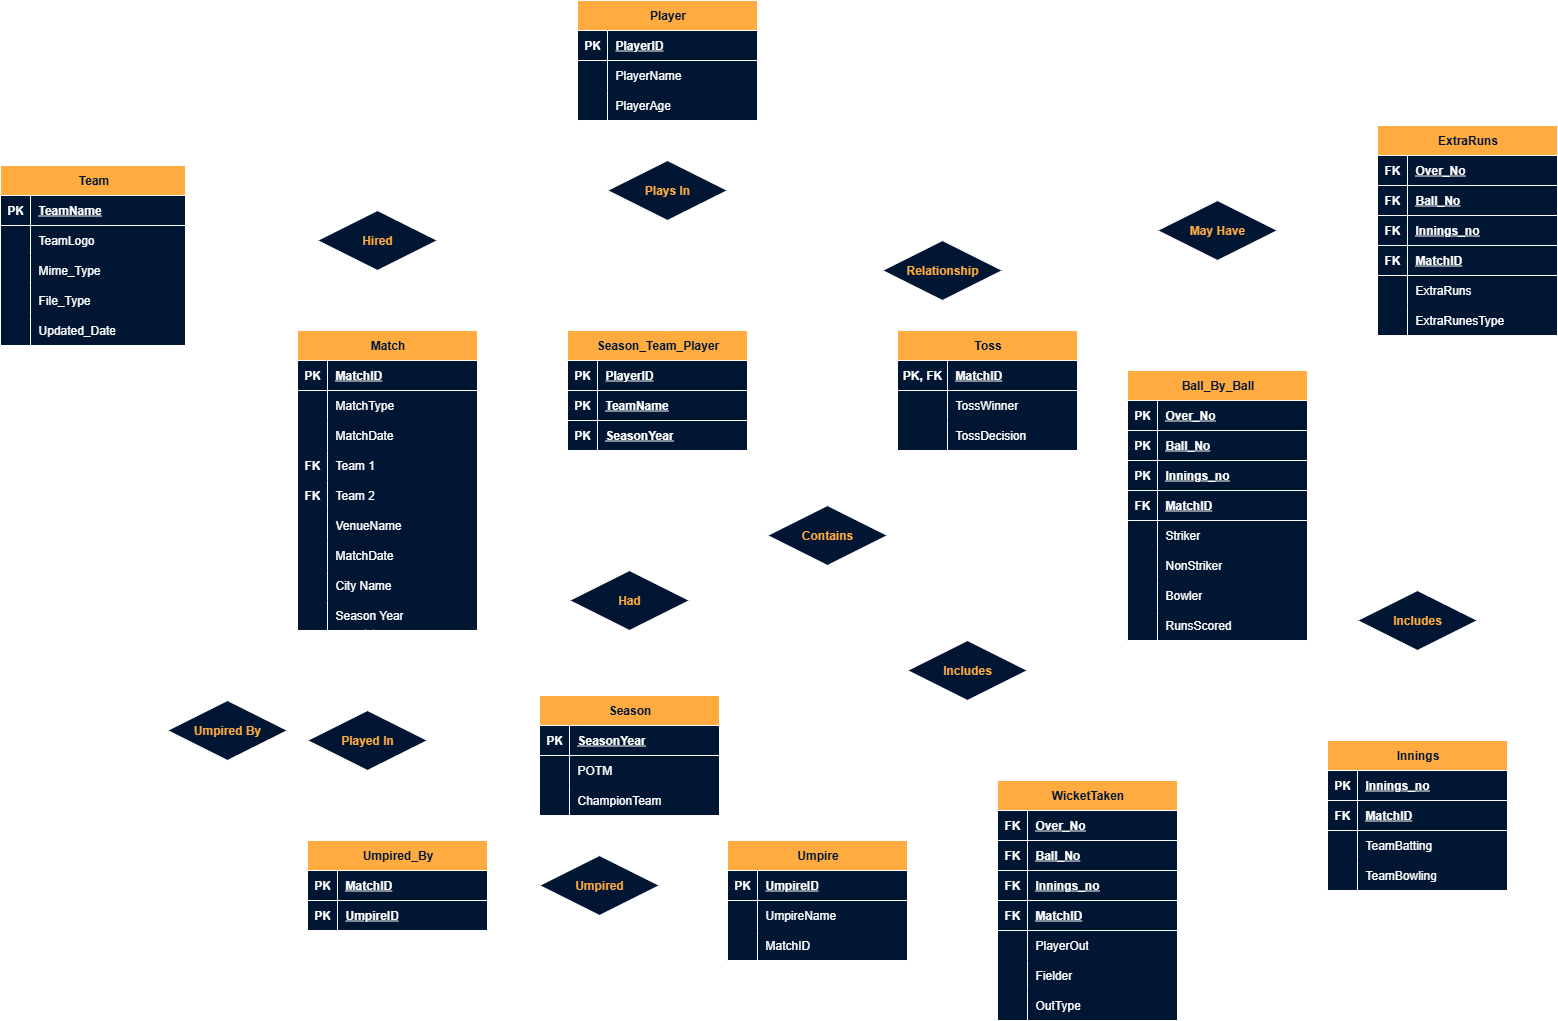 Player
PK PlayerID
PlayerName
PlayerAge
Plays In
Team
PK TeamName
TeamLogo
Mime_Type
File_Type
Updated_Date
Hired
Relationship
May Have
ExtraRuns
FK Over_No
FK Ball_No
FK Innings_no
FK MatchID
ExtraRuns
ExtraRunesType
Match
PK MatchID
MatchType
MatchDate
FK Team 1
FK Team 2
VenueName
MatchDate
City Name
Season Year
Season_Team_Player
PK PlayerID
PK TeamName
PK SeasonYear
Toss
PK, FK MatchID
TossWinner
TossDecision
Ball_By_Ball
PK Over_No
PK Ball_No
PK Innings_no
FK MatchID
Striker
NonStriker
Bowler
RunsScored
Contains
Had
Includes
Includes
Umpired By
Played In
Season
PK SeasonYear
POTM
ChampionTeam
Innings
PK Innings_no
FK MatchID
TeamBatting
TeamBowling
WicketTaken
FK Over_No
FK Ball_No
FK Innings_no
FK MatchID
PlayerOut
Fielder
OutType
Umpired_By
PK MatchID
PK UmpireID
Umpired
Umpire
PK UmpireID
UmpireName
MatchID